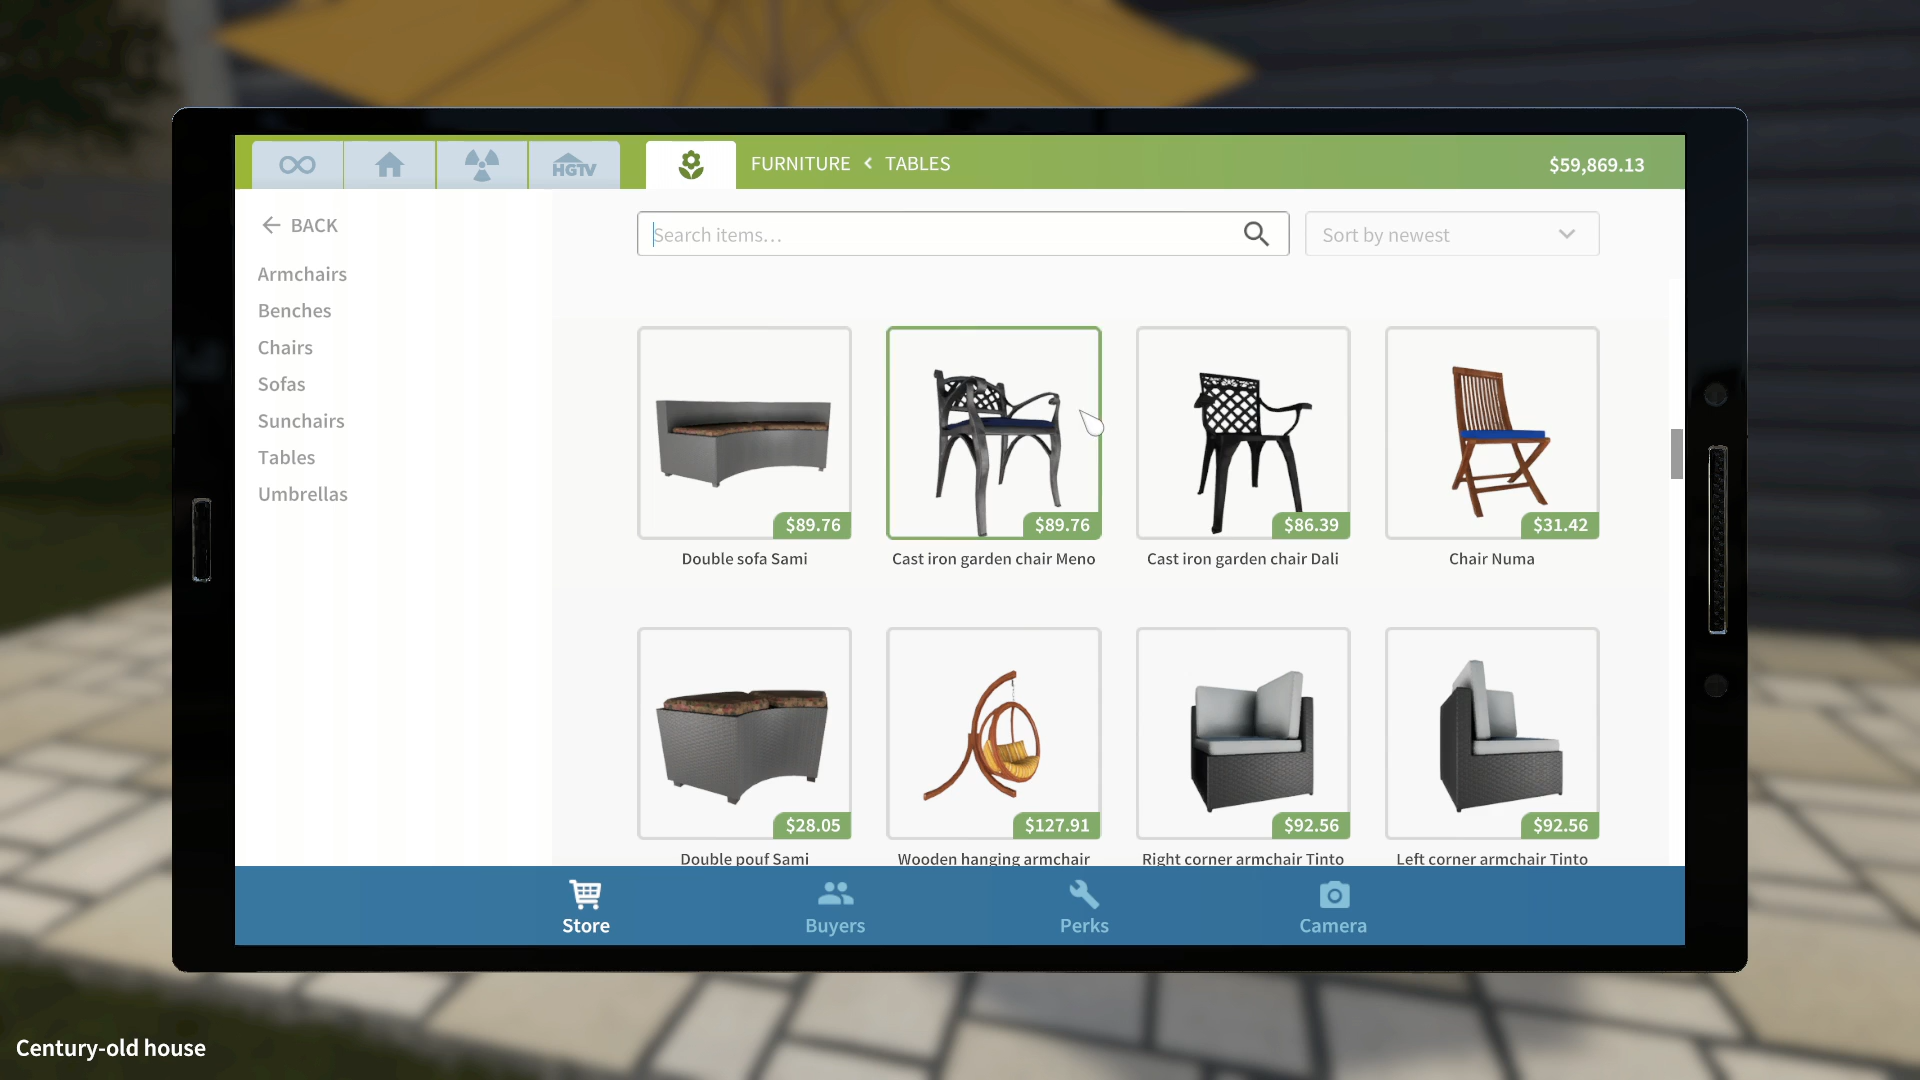 HGTV
FURNITURE < TABLES
$59,869.13
BACK
Armchairs
Benches
Chairs
Sofas
Sunchairs
Tables
Umbrellas
Search items...
Sort by newest
$89.76
$89.76
$86.39
$31.42
Double sofa Sami
Cast iron garden chair Meno
Cast iron garden chair Dali
Chair Numa
$28.05
$127.91
$92.56
$92.56
Double pouf Sami
Wooden hanging armchair
Right corner armchair Tinto
Left corner armchair Tinto
Store
Buyers
Perks
Camera
Century-old house